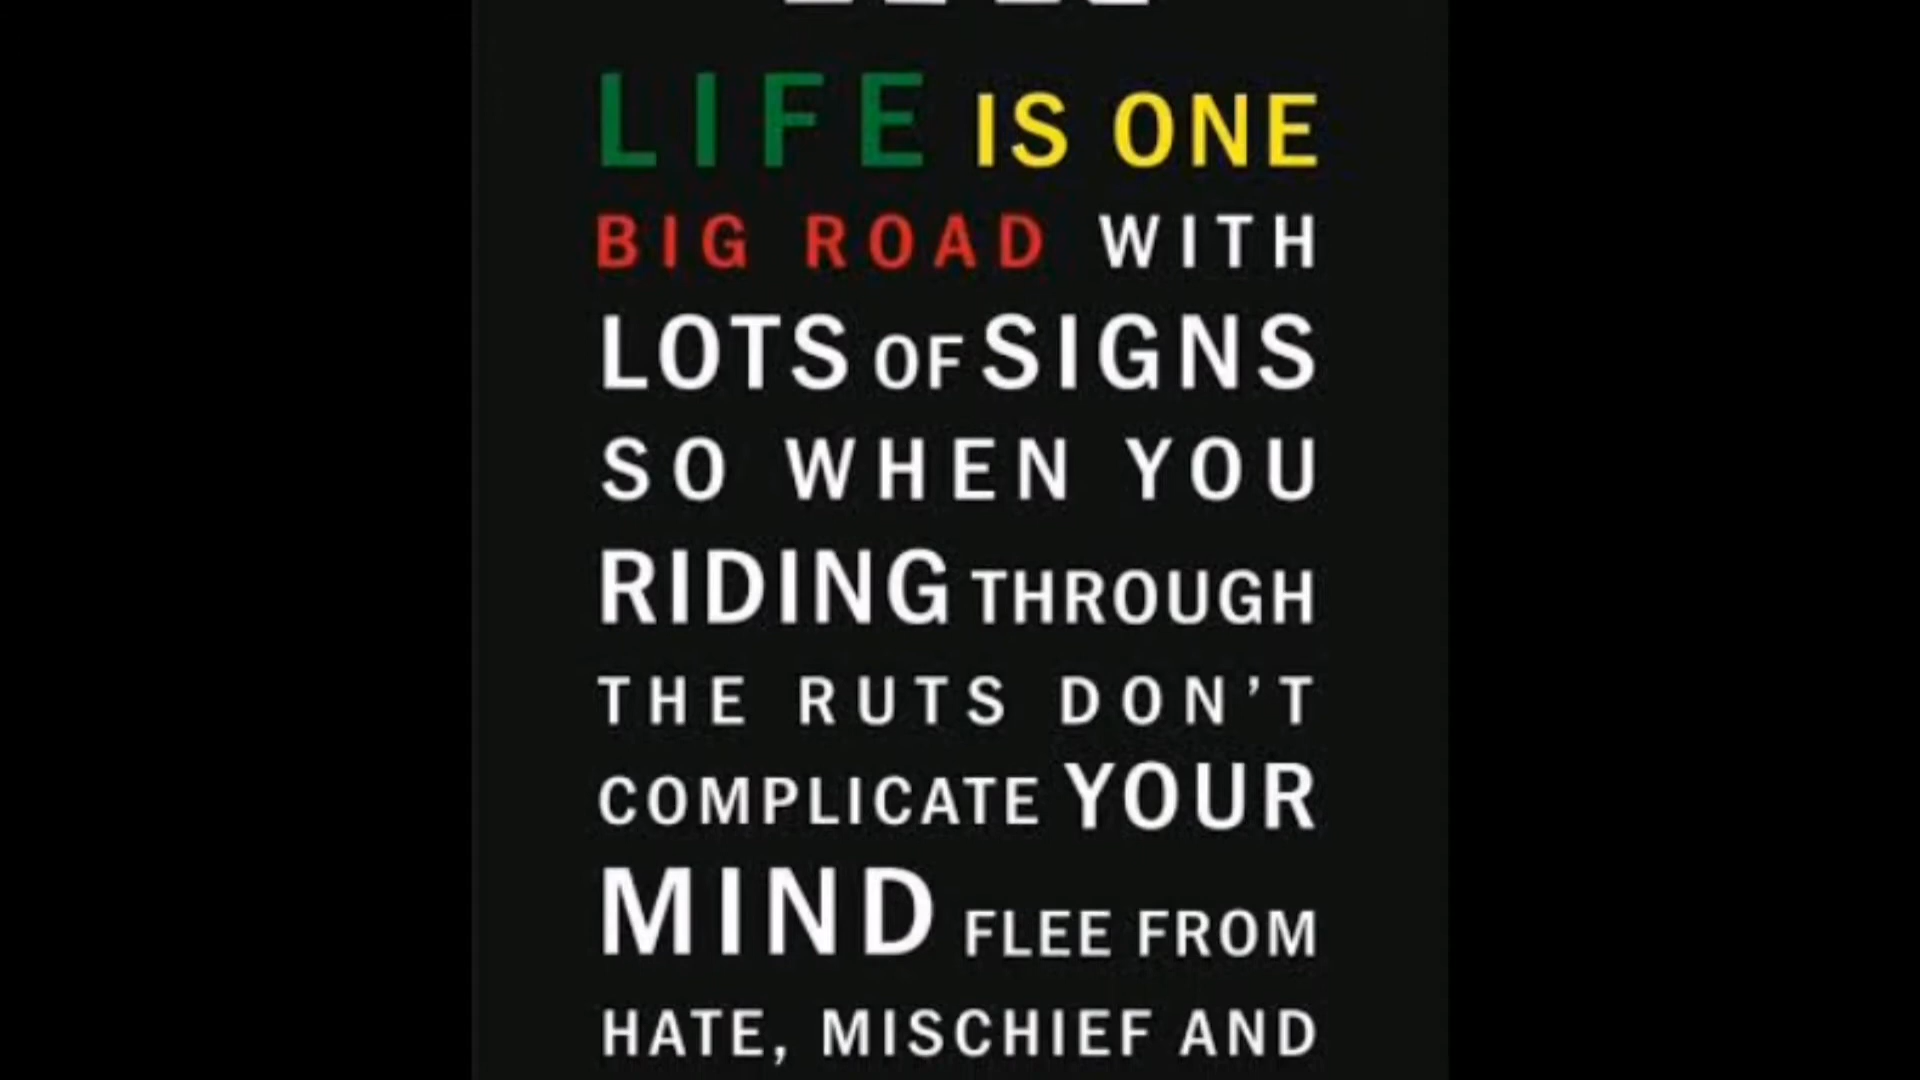 LIFE IS ONE
BIG ROAD WITH
LOTS OF SIGNS
SO WHEN YOU
RIDING THROUGH
THE RUTS DON'T
COMPLICATE YOUR
MIND FLEE FROM
HATE, MISCHIEF AND